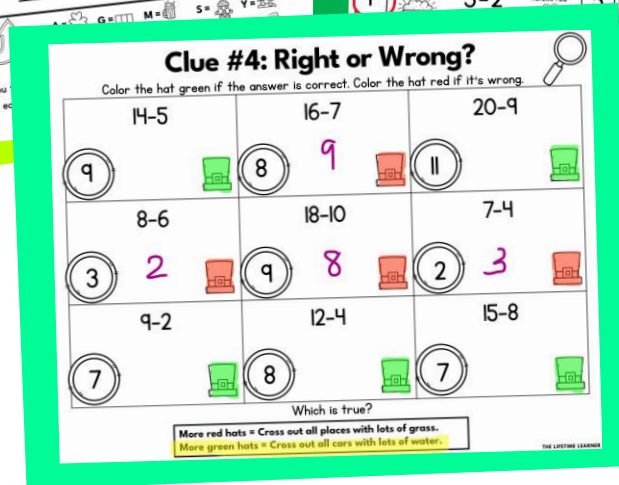 G=
M=
S=
Y=
Clue #4: Right or Wrong?
Color the hat green if the answer is correct. Color the hat red if it's wrong.
14-5 16-7 20-9
9 8 9 11
8-6 18-10 7-4
3 2 9 8 2 3
9-2 12-4 15-8
7 8 7
Which is true?
More red hats = Cross out all places with lots of grass.
More green hats = Cross out all cars with lots of water.
THE LIFETIME LEARNER